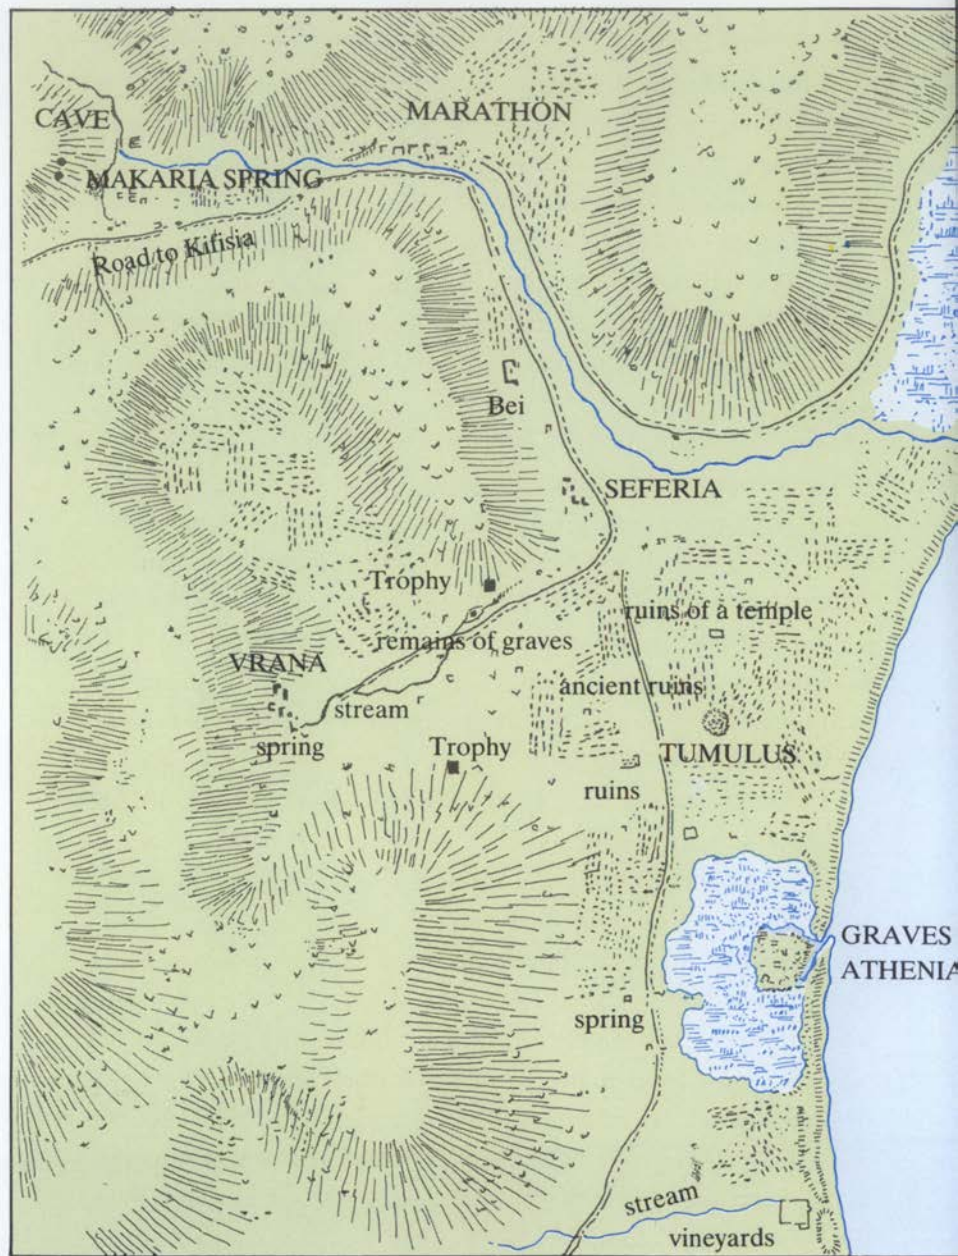 MARATHON
CAVE
MAKARIA SPRING
Road to Kifisia
Bei
SEFERIA
Trophy
ruins of a temple
remains of graves
VRANA
ancient ruins
stream
spring
Trophy
TUMULUS
ruins
GRAVES
ATHENIA
spring
stream
vineyards